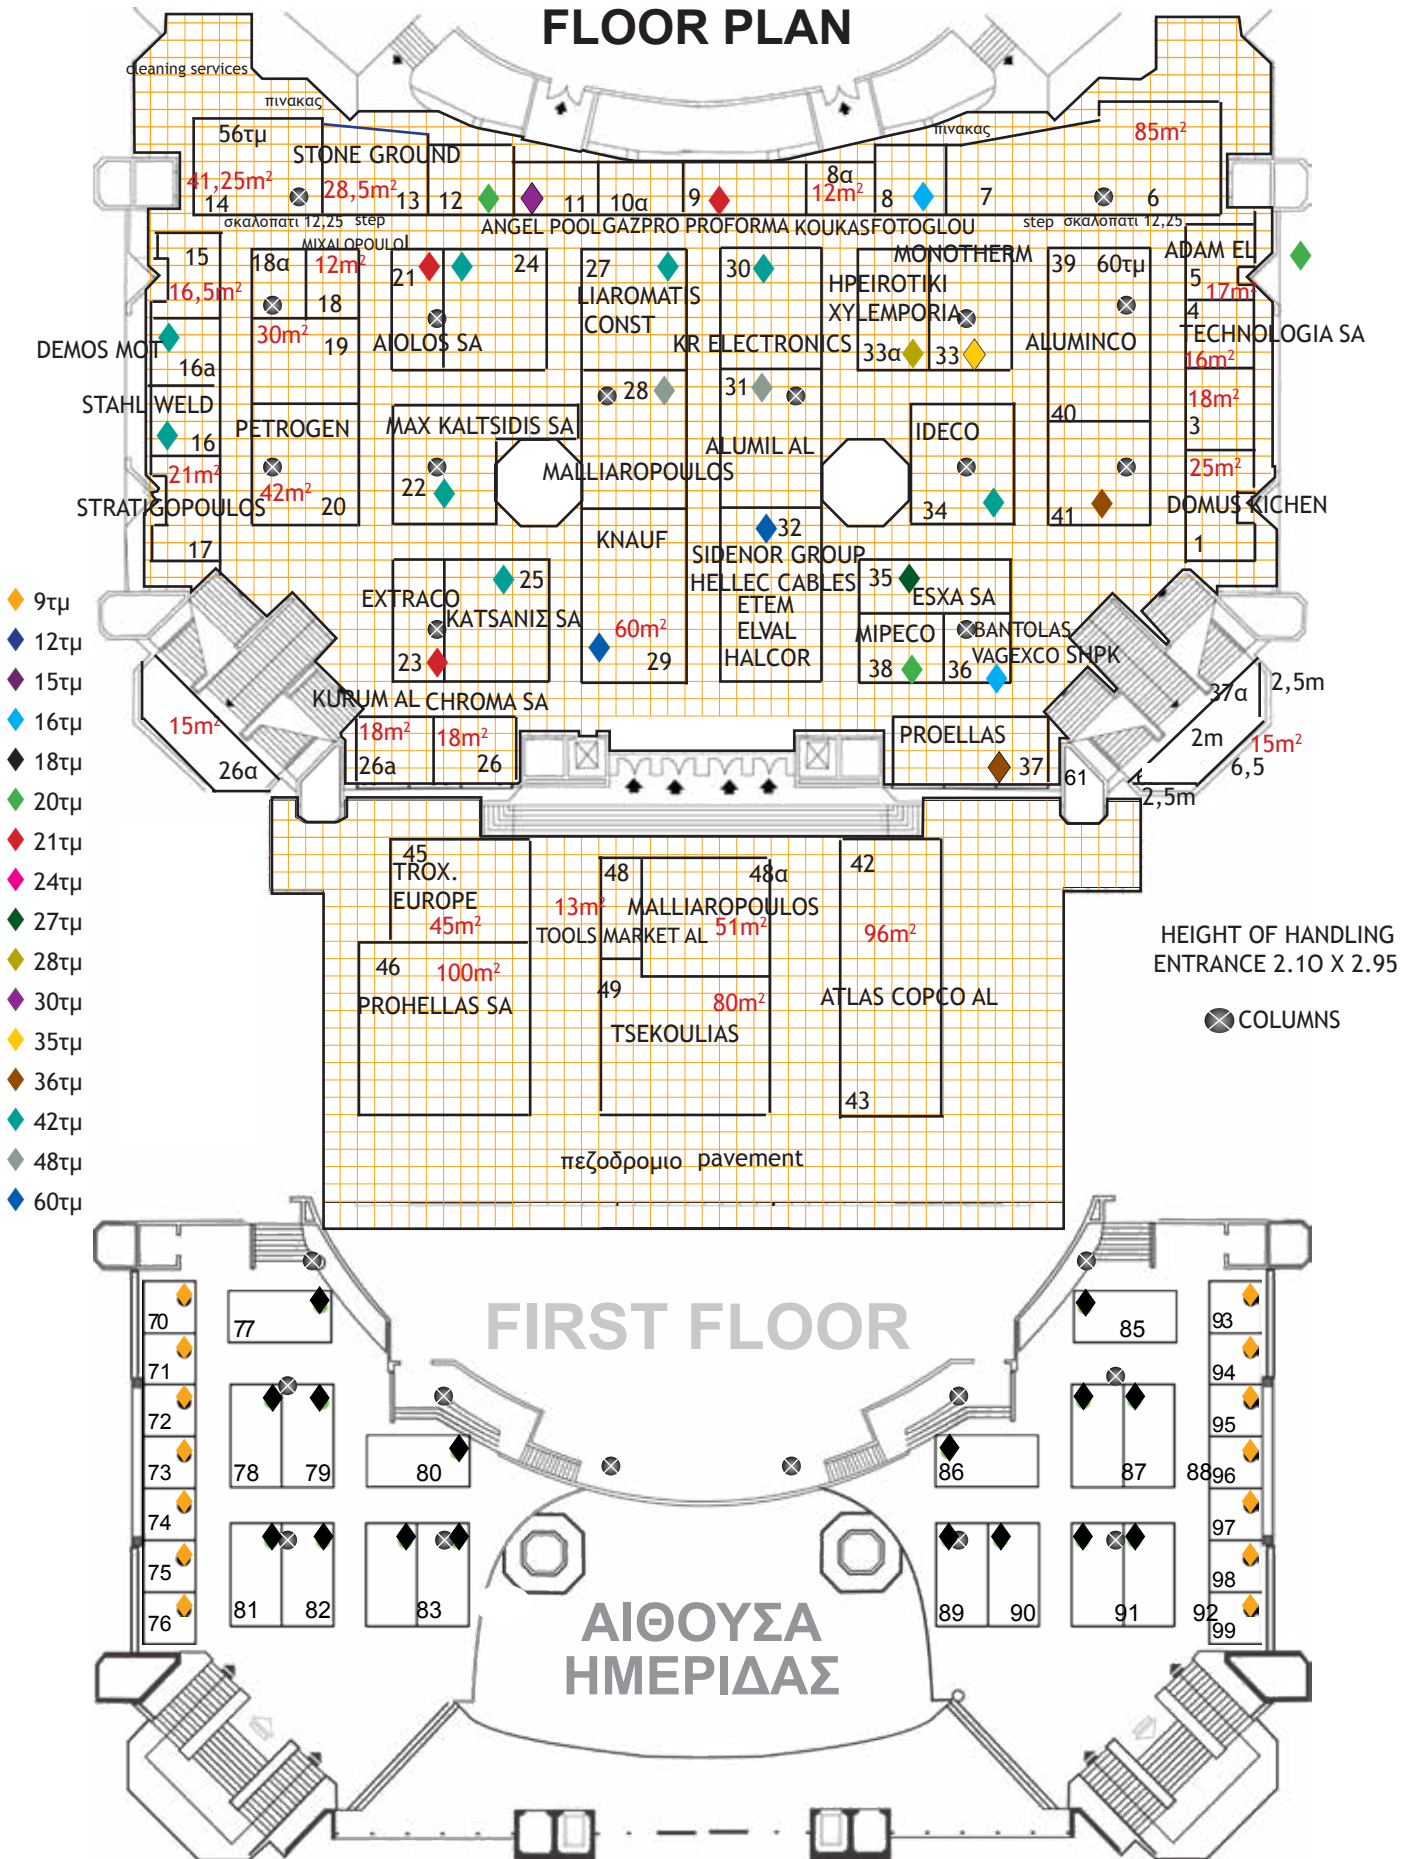 FLOOR PLAN
cleaning services
πινακας
πινακας
56τμ
STONE GROUND
85m²
41,25m²
28,5m²
14
13
12
11
10α
9
8α
12m²
8
7
6
σκαλοπατι 12,25 step
ANGEL POOL GAZPRO PROFORMA KOUKAS FOTOGLOU
step σκαλοπατι 12,25
MIXALOPOULOI
15
18α
12m²
21
24
27
30
MONOTHERM
39
60τμ
ADAM EL
5
16,5m²
18
LIAROMATIS
CONST
HPEIROTIKI
XYLEMPORIA
17m²
4
30m²
19
AIOLOS SA
KR ELECTRONICS
33α
33
ALUMINCO
TECHNOLOGIA SA
DEMOS MOT
16a
16m²
28
31
18m²
STAHL WELD
16
PETROGEN
MAX KALTSIDIS SA
ALUMIL AL
IDECO
40
3
21m²
42m²
22
MALLIAROPOULOS
25m²
STRATIGOPOULOS
20
34
41
DOMUS KICHEN
17
KNAUF
32
1
SIDENOR GROUP
HELLEC CABLES
ETEM
ELVAL
HALCOR
25
35
EXTRACO
KATSANIΣ SA
ESXA SA
60m²
MIPECO
BANTOLAS
VAGEXCO SHPK
23
29
38
36
37α
2,5m
KURUM AL
CHROMA SA
15m²
18m²
18m²
PROELLAS
2m
15m²
26α
26a
26
37
61
6,5
2,5m
9τμ
12τμ
15τμ
16τμ
18τμ
20τμ
21τμ
24τμ
27τμ
28τμ
30τμ
35τμ
36τμ
42τμ
48τμ
60τμ
45
TROX.
EUROPE
45m²
48
48α
42
13m²
MALLIAROPOULOS
51m²
TOOLS MARKET AL
96m²
46
100m²
PROHELLAS SA
49
80m²
TSEKOULIAS
ATLAS COPCO AL
43
HEIGHT OF HANDLING
ENTRANCE 2.10 X 2.95
COLUMNS
πεζοδρομιο pavement
FIRST FLOOR
70
71
72
73
74
75
76
77
78
79
80
81
82
83
85
86
87
88
89
90
91
92
93
94
95
96
97
98
99
ΑΙΘΟΥΣΑ
ΗΜΕΡΙΔΑΣ